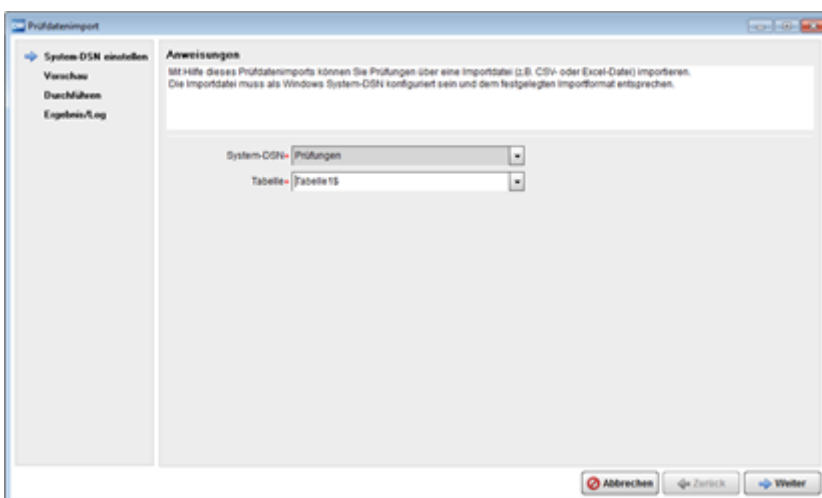 Prüfdatenimport
System-DSN einstellen
Vorschau
Durchführen
Ergebnis/Log
Anweisungen
Mit Hilfe dieses Prüfdatenimports können Sie Prüfungen über eine Importdatei (z.B. CSV- oder Excel-Datei) importieren.
Die Importdatei muss als Windows System-DSN konfiguriert sein und dem festgelegten Importformat entsprechen.
System-DSN* Prüfungen
Tabelle* Tabelle1$
Abbrechen Zurück Weiter